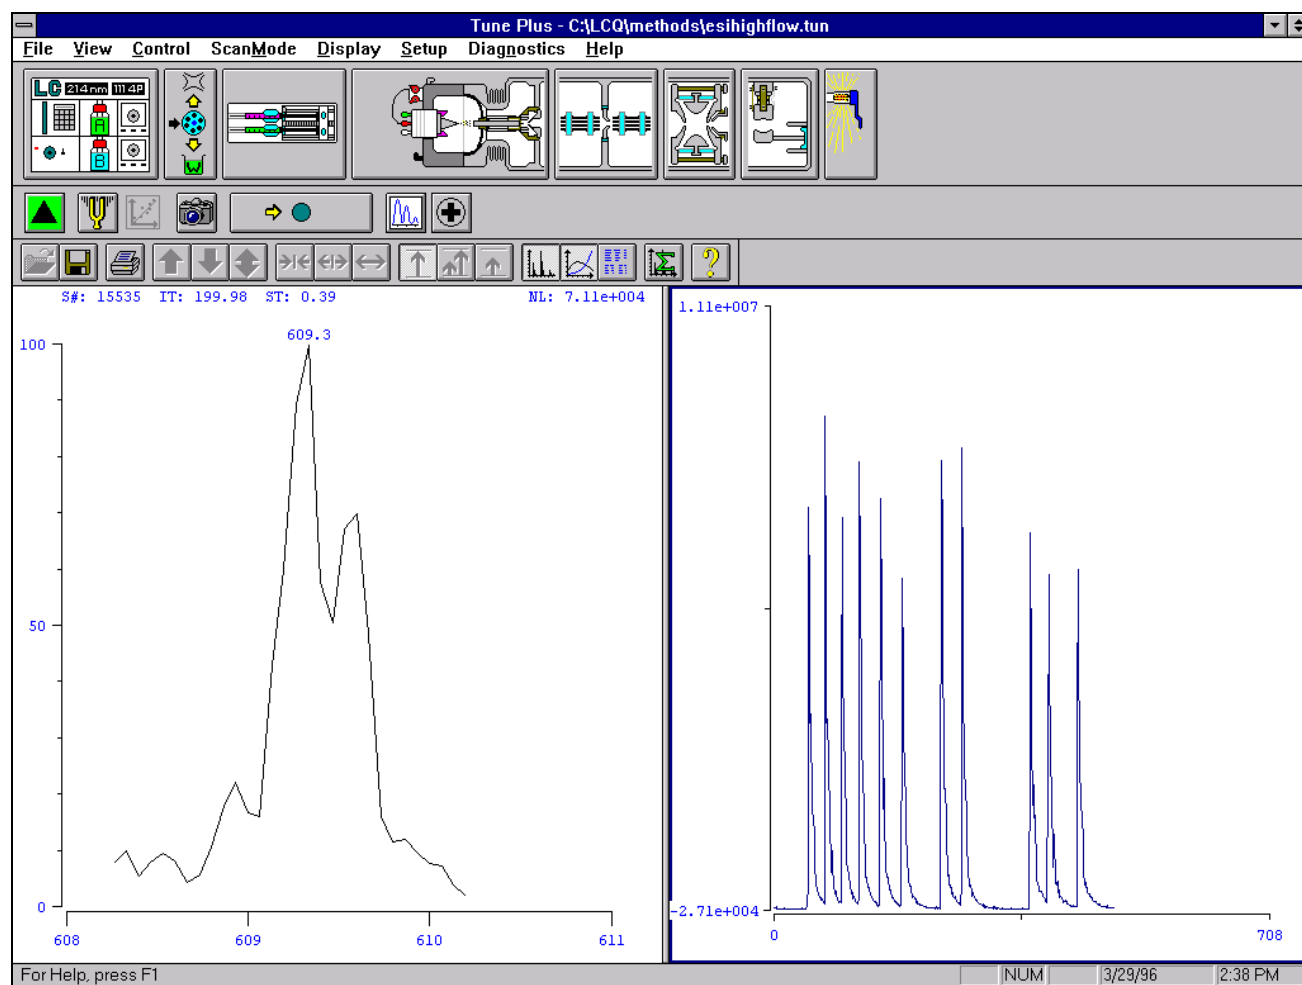 Tune Plus - C:\LCQ\methods\esihighflow.tun
File View Control ScanMode Display Setup Diagnostics Help
LC 214nm 1114P
A
B
W
S#: 15535 IT: 199.98 ST: 0.39 NL: 7.11e+004
609.3
100
50
0
608 609 610 611
1.11e+007
-2.71e+004
0 708
For Help, press F1 NUM 3/29/96 2:38 PM